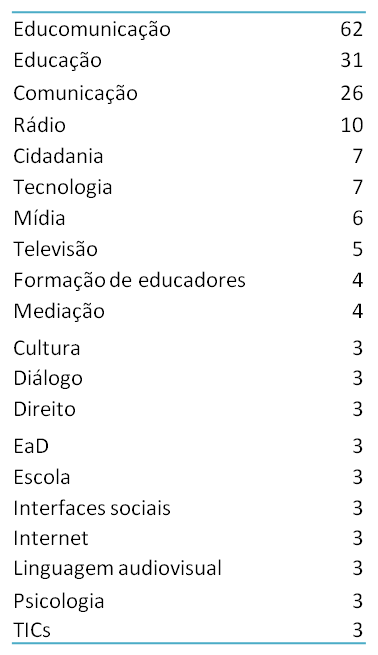 Educomunicação 62
Educação 31
Comunicação 26
Rádio 10
Cidadania 7
Tecnologia 7
Mídia 6
Televisão 5
Formação de educadores 4
Mediação 4
Cultura 3
Diálogo 3
Direito 3
EaD 3
Escola 3
Interfaces sociais 3
Internet 3
Linguagem audiovisual 3
Psicologia 3
TICs 3